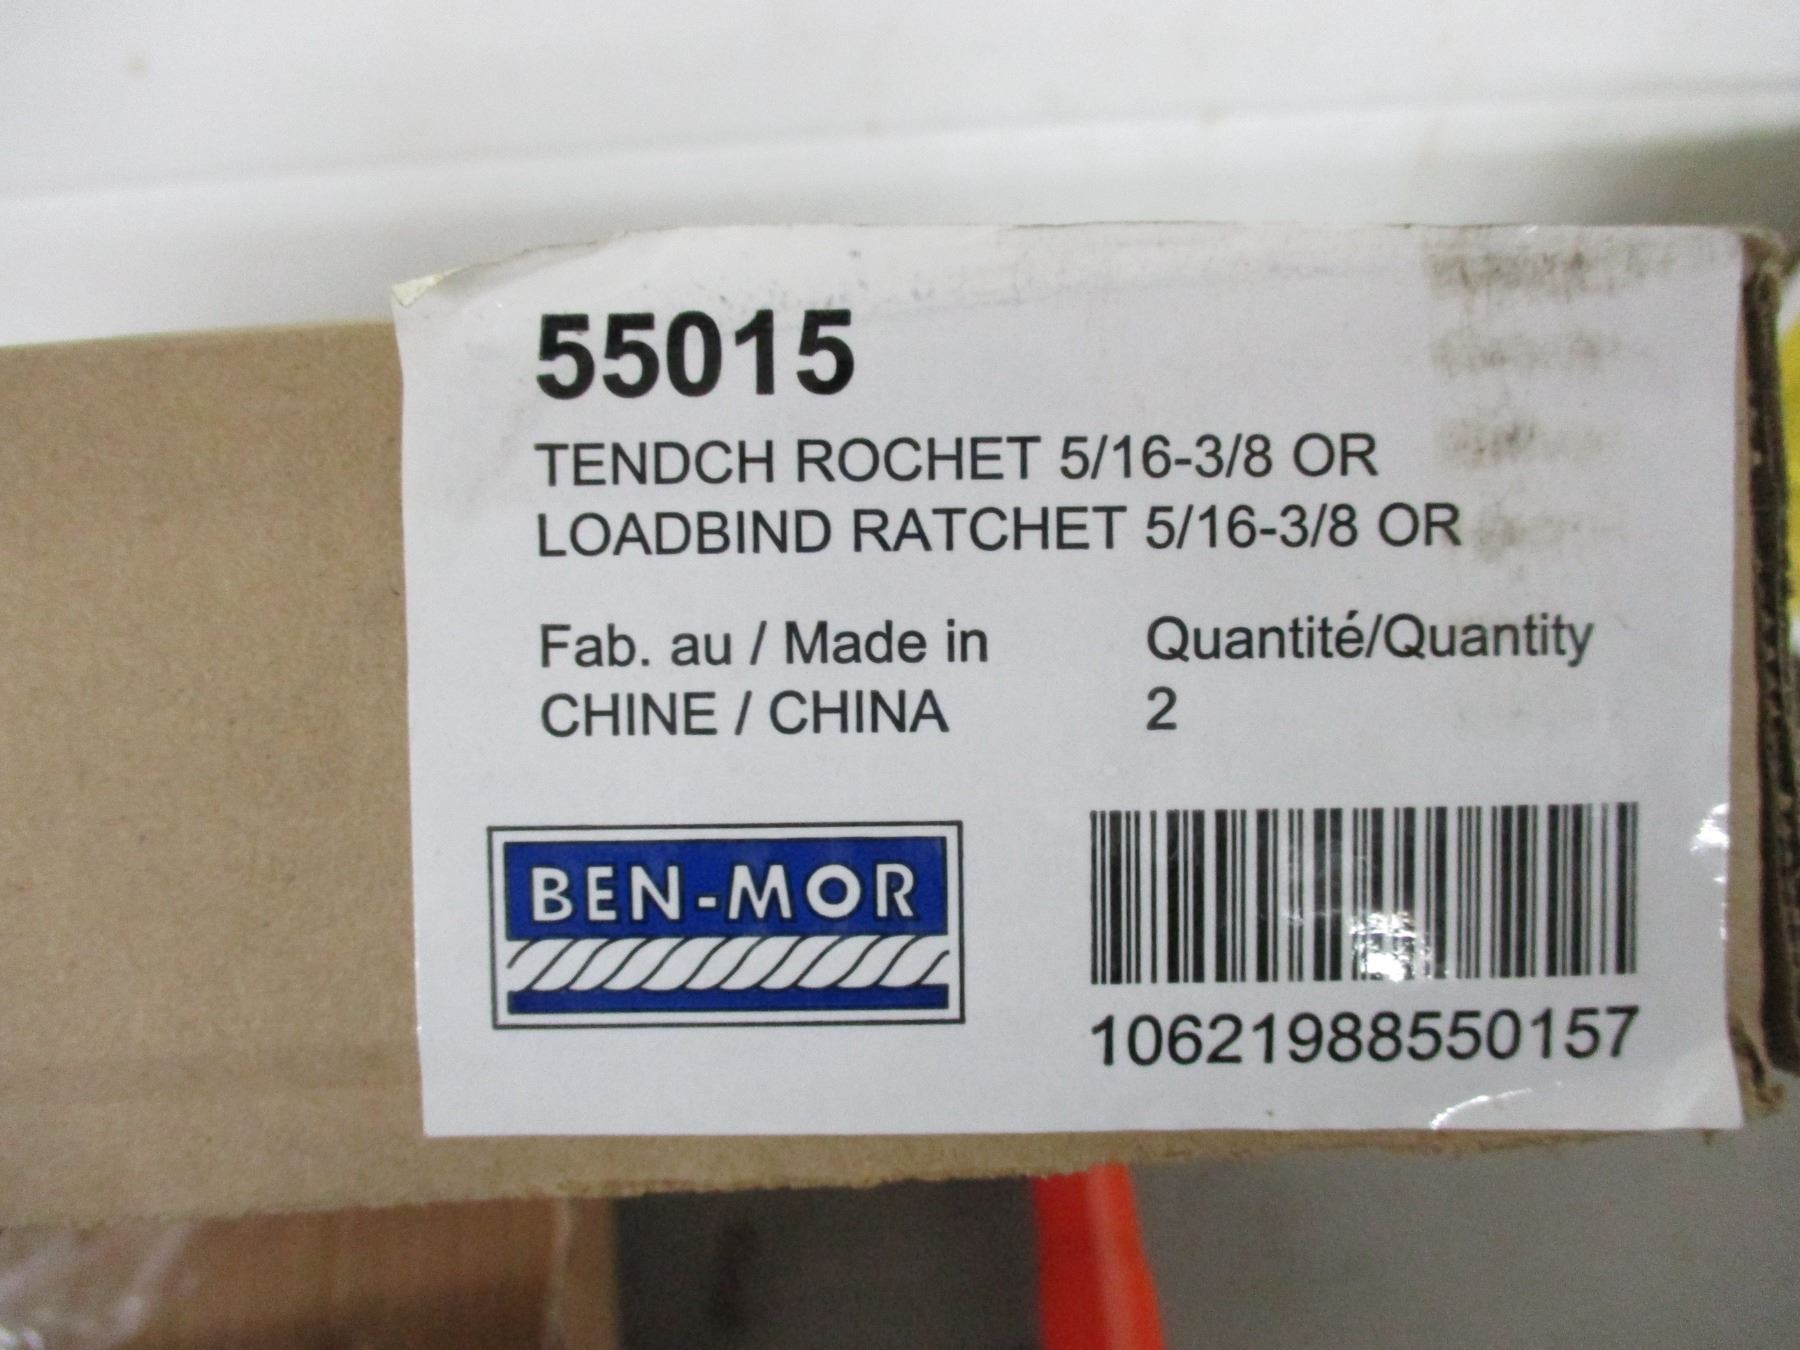 55015
TENDCH ROCHET 5/16-3/8 OR
LOADBIND RATCHET 5/16-3/8 OR
Fab. au / Made in
CHINE / CHINA
Quantité/Quantity
2
BEN-MOR
10621988550157